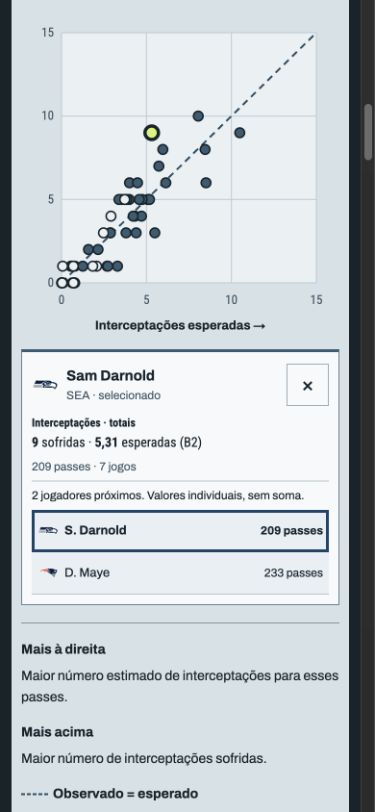 15
10
5
0
0
5
10
15
Interceptações esperadas →
Sam Darnold
SEA · selecionado
×
Interceptações · totais
9 sofridas · 5,31 esperadas (B2)
209 passes · 7 jogos
2 jogadores próximos. Valores individuais, sem soma.
S. Darnold 209 passes
D. Maye 233 passes
Mais à direita
Maior número estimado de interceptações para esses
passes.
Mais acima
Maior número de interceptações sofridas.
Observado = esperado